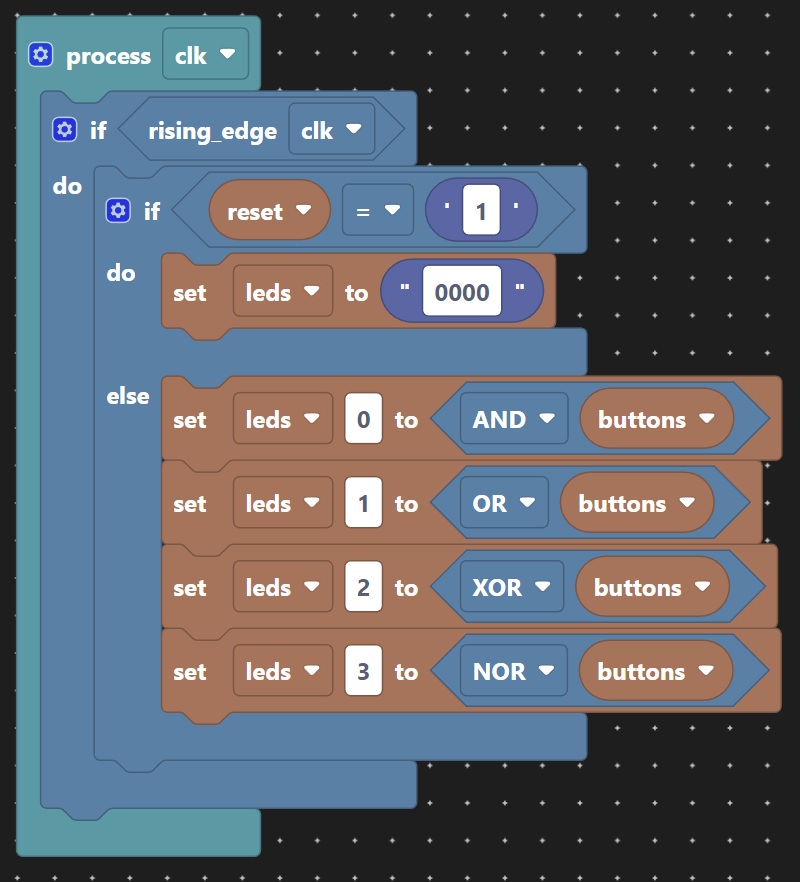 process clk
if rising_edge clk
do
if reset = ' 1 '
do
set leds to " 0000 "
else
set leds 0 to AND buttons
set leds 1 to OR buttons
set leds 2 to XOR buttons
set leds 3 to NOR buttons